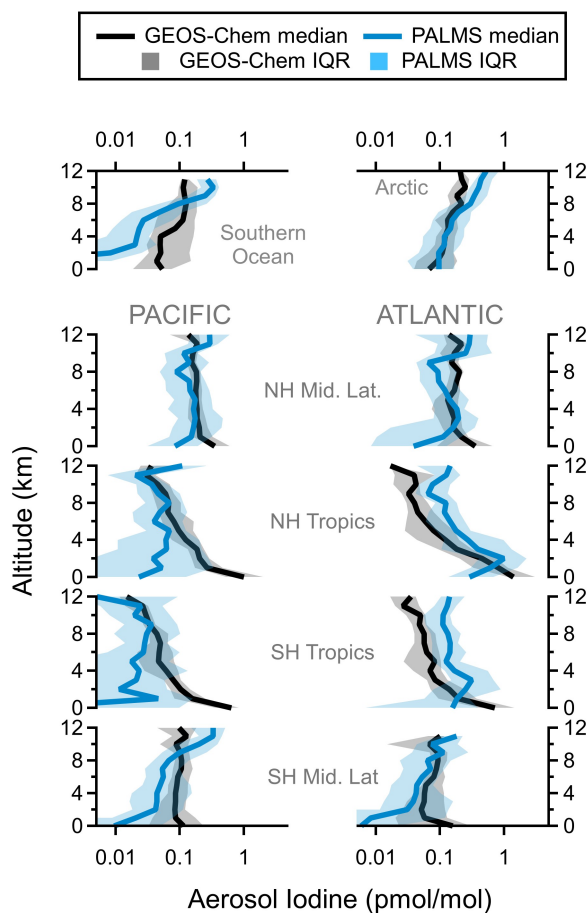 GEOS-Chem median PALMS median
GEOS-Chem IQR PALMS IQR
0.01 0.1 1 0.01 0.1 1
12 12
8 Arctic 8
4 Southern 4
Ocean
0 0
PACIFIC ATLANTIC
12 12
8 8
NH Mid. Lat.
4 4
0 0
12 12
8 8
NH Tropics
4 4
0 0
12 12
8 8
SH Tropics
4 4
0 0
12 12
8 8
SH Mid. Lat
4 4
0 0
0.01 0.1 1 0.01 0.1 1
Altitude (km)
Aerosol Iodine (pmol/mol)